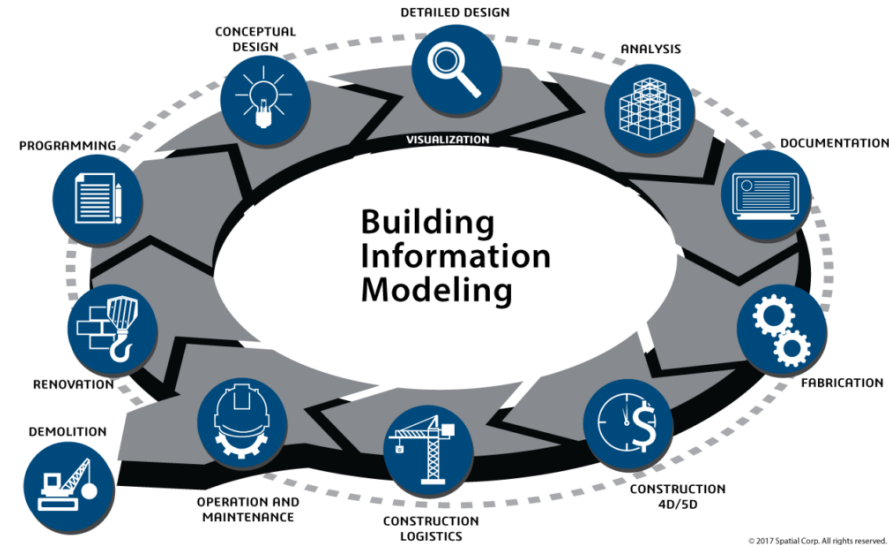 DETAILED DESIGN
CONCEPTUAL
DESIGN
ANALYSIS
PROGRAMMING
DOCUMENTATION
VISUALIZATION
Building
Information
Modeling
RENOVATION
FABRICATION
DEMOLITION
$
OPERATION AND
MAINTENANCE
CONSTRUCTION
LOGISTICS
CONSTRUCTION
4D/5D
© 2017 Spatial Corp. All rights reserved.